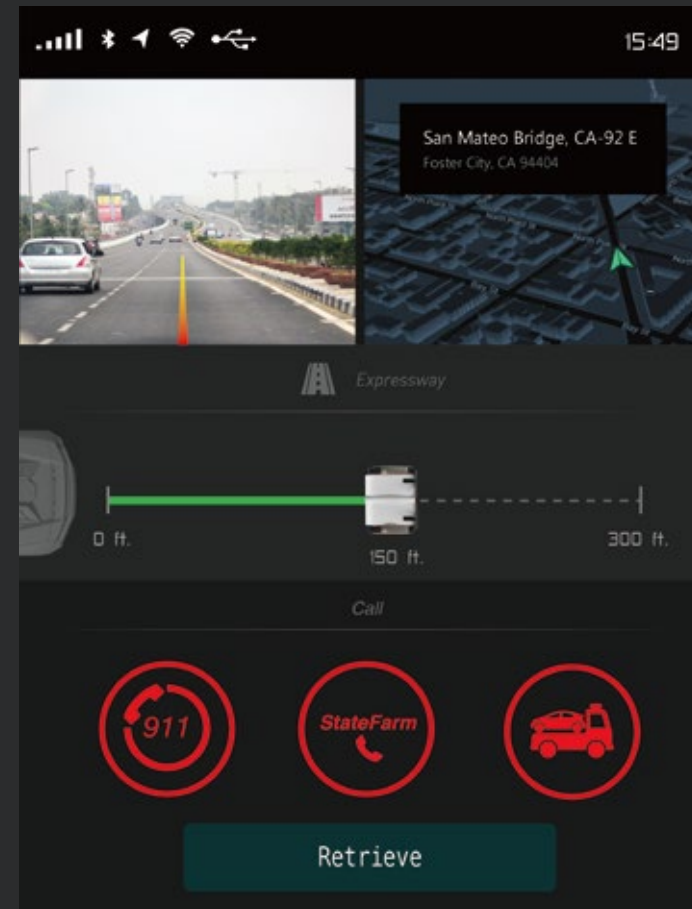 15:49
San Mateo Bridge, CA-92 E
Foster City, CA 94404
Expressway
0 ft.
150 ft.
300 ft.
Call
911
StateFarm
Retrieve